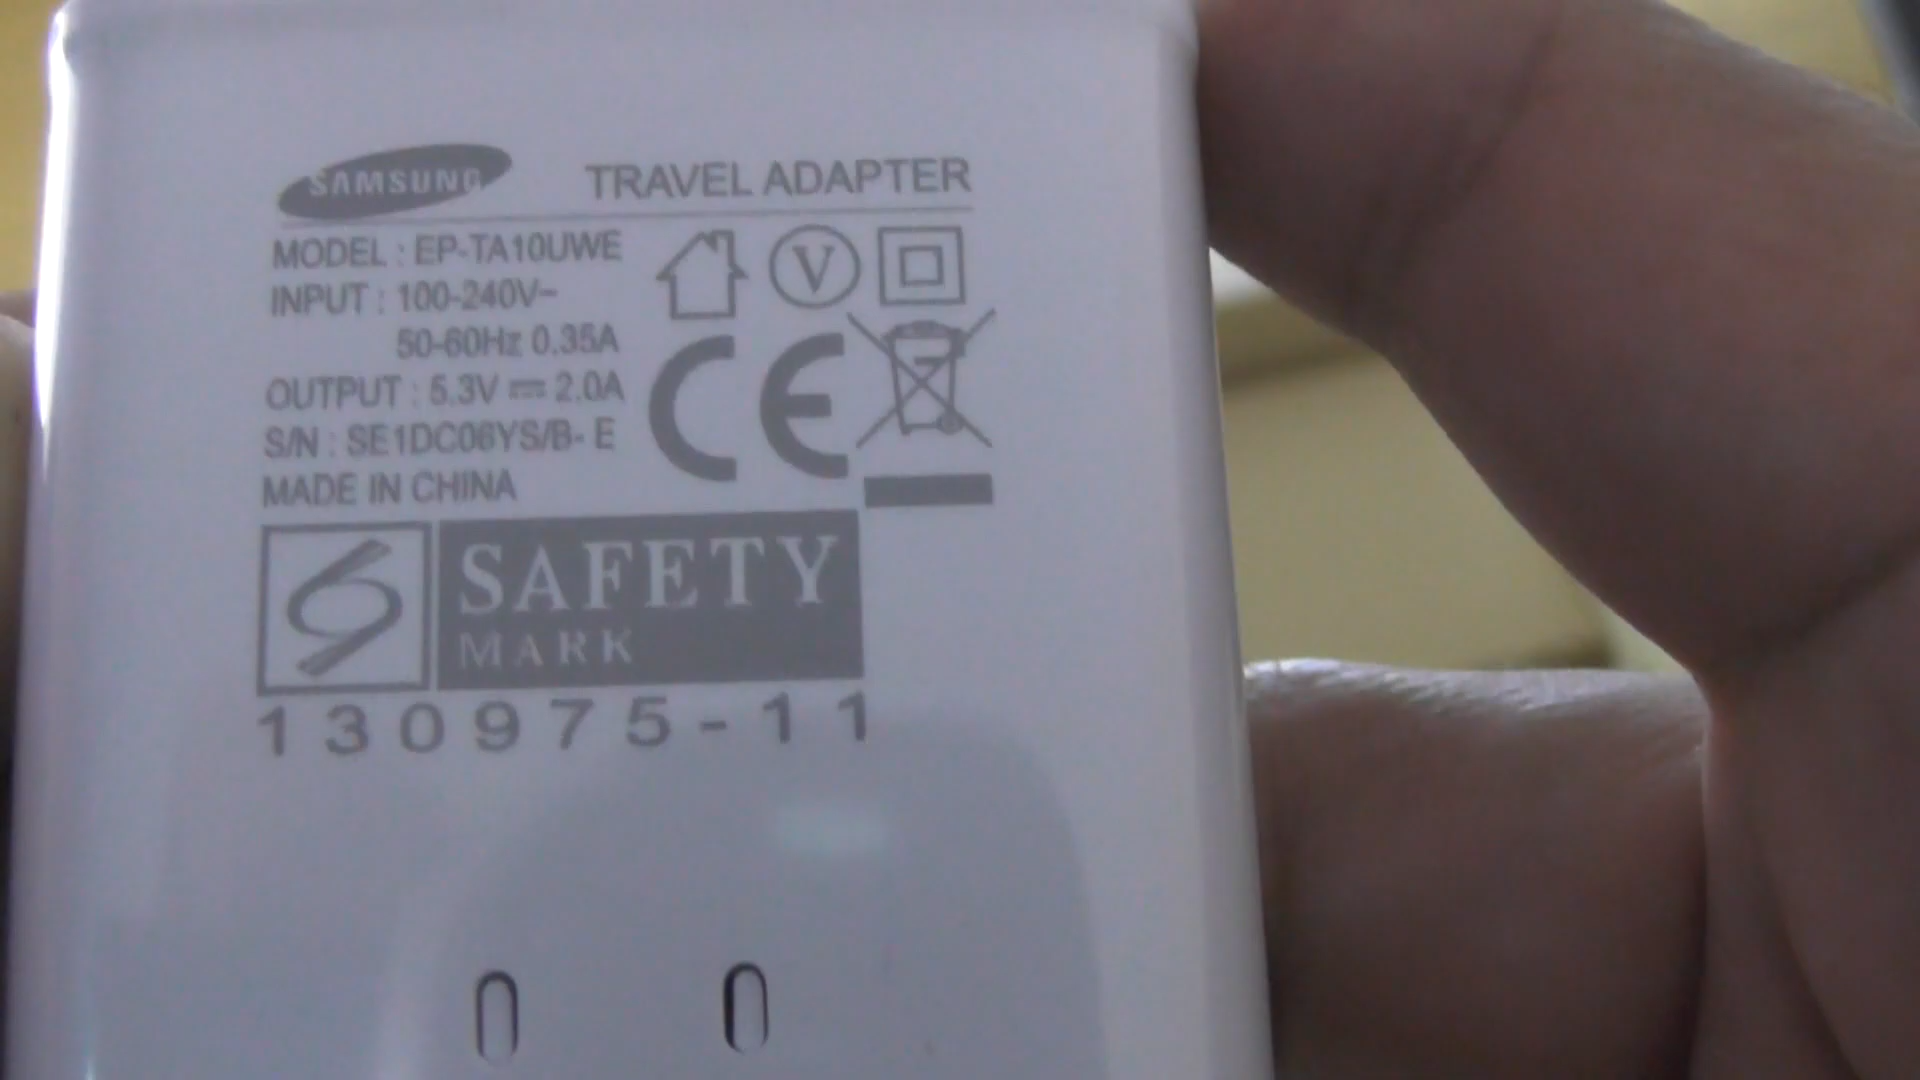 SAMSUNG TRAVEL ADAPTER
MODEL : EP-TA10UWE
INPUT : 100-240V~
50-60Hz 0.35A
OUTPUT : 5.3V ⎓ 2.0A
S/N : SE1DC06YS/B- E
MADE IN CHINA
V
CE
SAFETY
MARK
130975-11